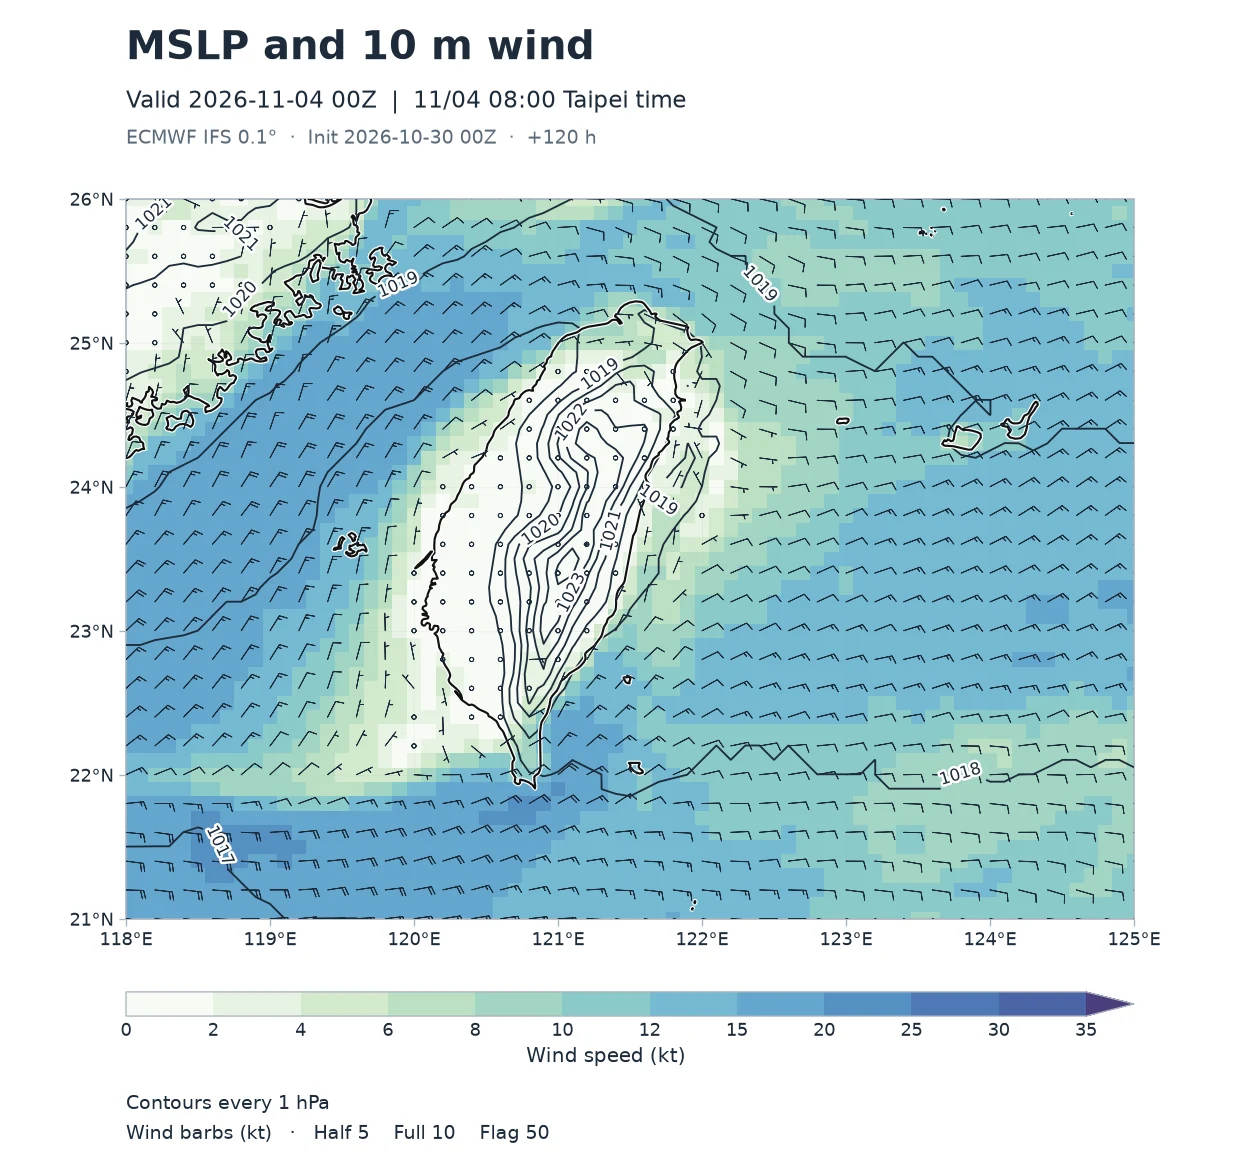 MSLP and 10 m wind
Valid 2026-11-04 00Z | 11/04 08:00 Taipei time
ECMWF IFS 0.1° · Init 2026-10-30 00Z · +120 h
26°N
25°N
24°N
23°N
22°N
21°N
1021
1021
1020
1019
1019
1019
1022
1019
1020
1021
1023
1018
1017
118°E 119°E 120°E 121°E 122°E 123°E 124°E 125°E
0 2 4 6 8 10 12 15 20 25 30 35
Wind speed (kt)
Contours every 1 hPa
Wind barbs (kt) · Half 5 Full 10 Flag 50